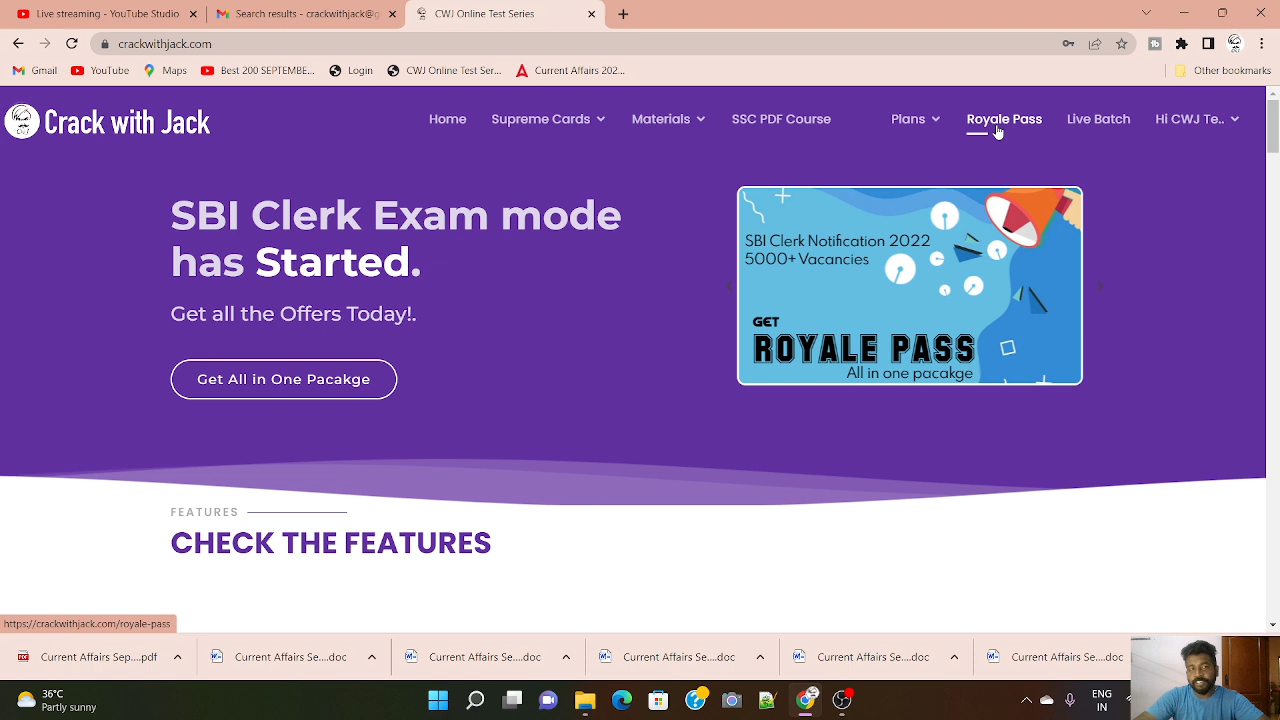 Live streaming - YouTube Studio
Search results - crackwithjack@g
CWJ Online Test Series
crackwithjack.com
Gmail
YouTube
Maps
Best 200 SEPTEMBE...
Login
CWJ Online Test Ser...
Current Affairs 202...
Other bookmarks
Crack with Jack
Home
Supreme Cards
Materials
SSC PDF Course
Plans
Royale Pass
Live Batch
Hi CWJ Te..
SBI Clerk Exam mode
has Started.
Get all the Offers Today!.
Get All in One Pacakge
SBI Clerk Notification 2022
5000+ Vacancies
GET
ROYALE PASS
All in one pacakge
FEATURES
CHECK THE FEATURES
https://crackwithjack.com/royale-pass
Current Affairs Sep....pdf
Current Affairs Se....doc
Current Affairs Se....doc
Current Affairs Se....doc
Current Affairs Se....doc
Current Affairs Se....doc
36°C
Partly sunny
ENG
IN